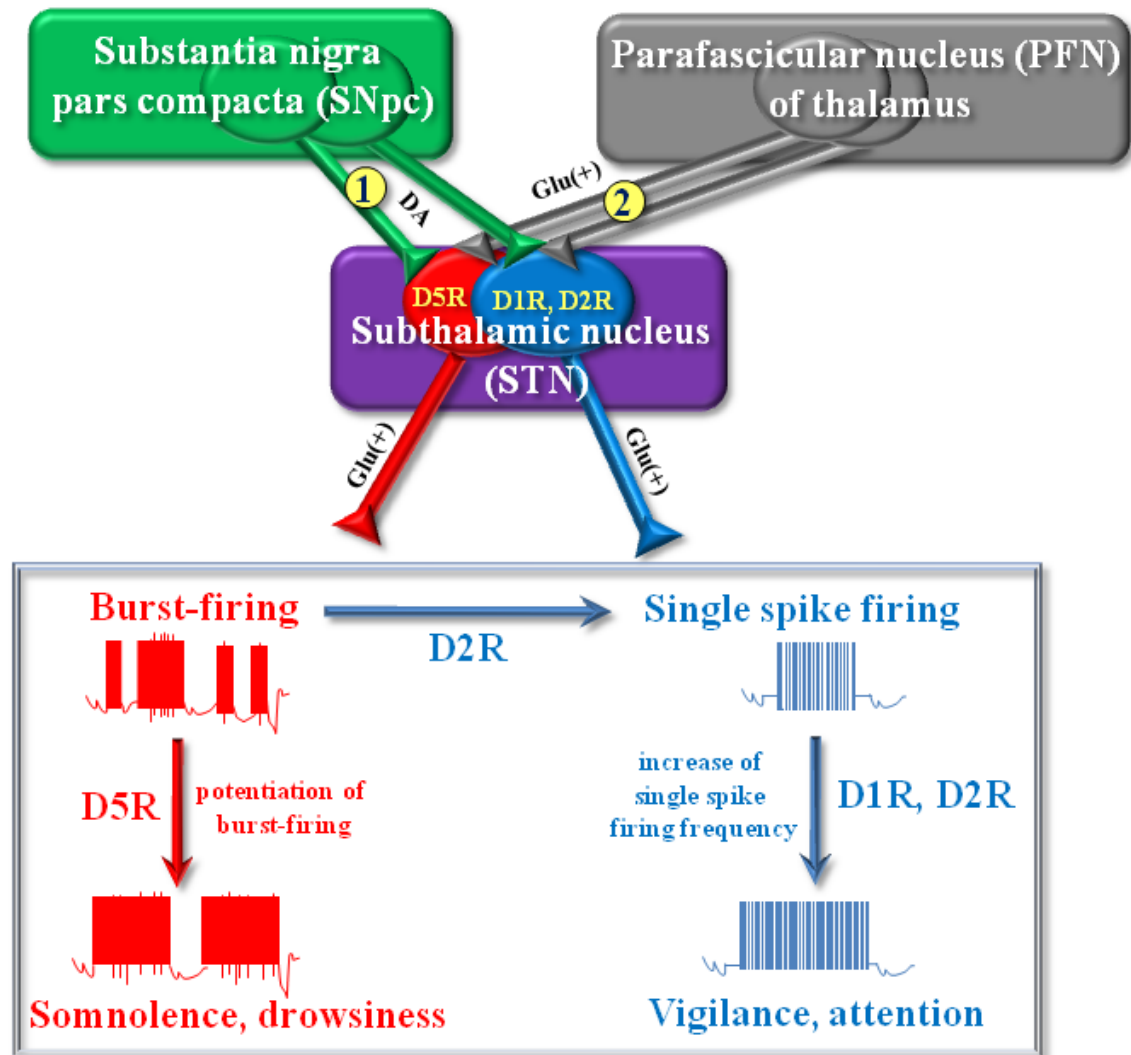 Substantia nigra
pars compacta (SNpc)
Parafascicular nucleus (PFN)
of thalamus
1
DA
Glu(+)
2
D5R
D1R, D2R
Subthalamic nucleus
(STN)
Glu(+)
Glu(+)
Burst-firing
D2R
Single spike firing
D5R
potentiation of
burst-firing
increase of
single spike
firing frequency
D1R, D2R
Somnolence, drowsiness
Vigilance, attention